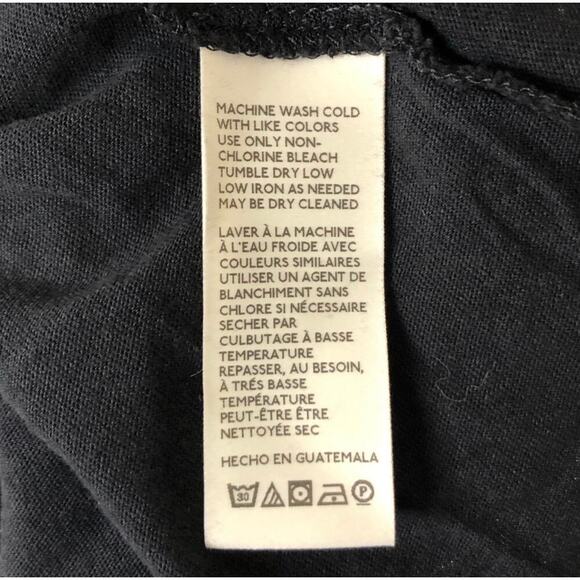 MACHINE WASH COLD
WITH LIKE COLORS
USE ONLY NON-
CHLORINE BLEACH
TUMBLE DRY LOW
LOW IRON AS NEEDED
MAY BE DRY CLEANED
LAVER À LA MACHINE
À L'EAU FROIDE AVEC
COULEURS SIMILAIRES
UTILISER UN AGENT DE
BLANCHIMENT SANS
CHLORE SI NÉCESSAIRE
SECHER PAR
CULBUTAGE À BASSE
TEMPERATURE
REPASSER, AU BESOIN,
À TRÉS BASSE
TEMPÉRATURE
PEUT-ÊTRE ÊTRE
NETTOYÉE SEC
HECHO EN GUATEMALA
30 P